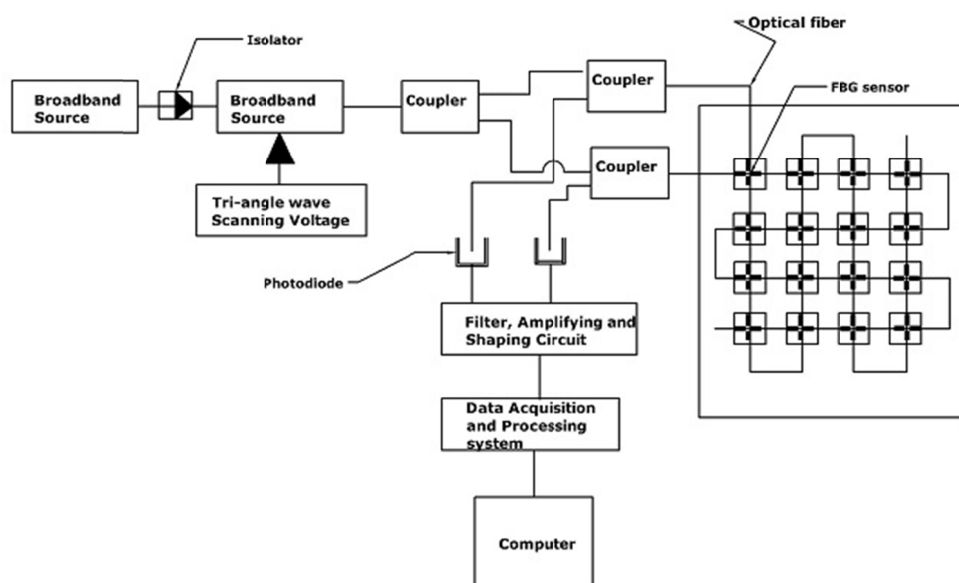 Optical fiber
Isolator
Broadband
Source
Broadband
Source
Coupler
Coupler
FBG sensor
Coupler
Tri-angle wave
Scanning Voltage
Photodiode
Filter, Amplifying and
Shaping Circuit
Data Acquisition
and Processing
system
Computer